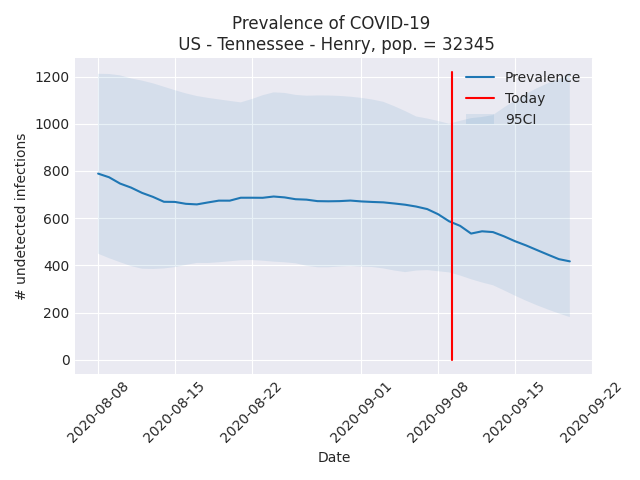 Prevalence of COVID-19
US - Tennessee - Henry, pop. = 32345
Prevalence
Today
95CI
1200
1000
800
600
400
200
0
# undetected infections
2020-08-08
2020-08-15
2020-08-22
2020-09-01
2020-09-08
2020-09-15
2020-09-22
Date